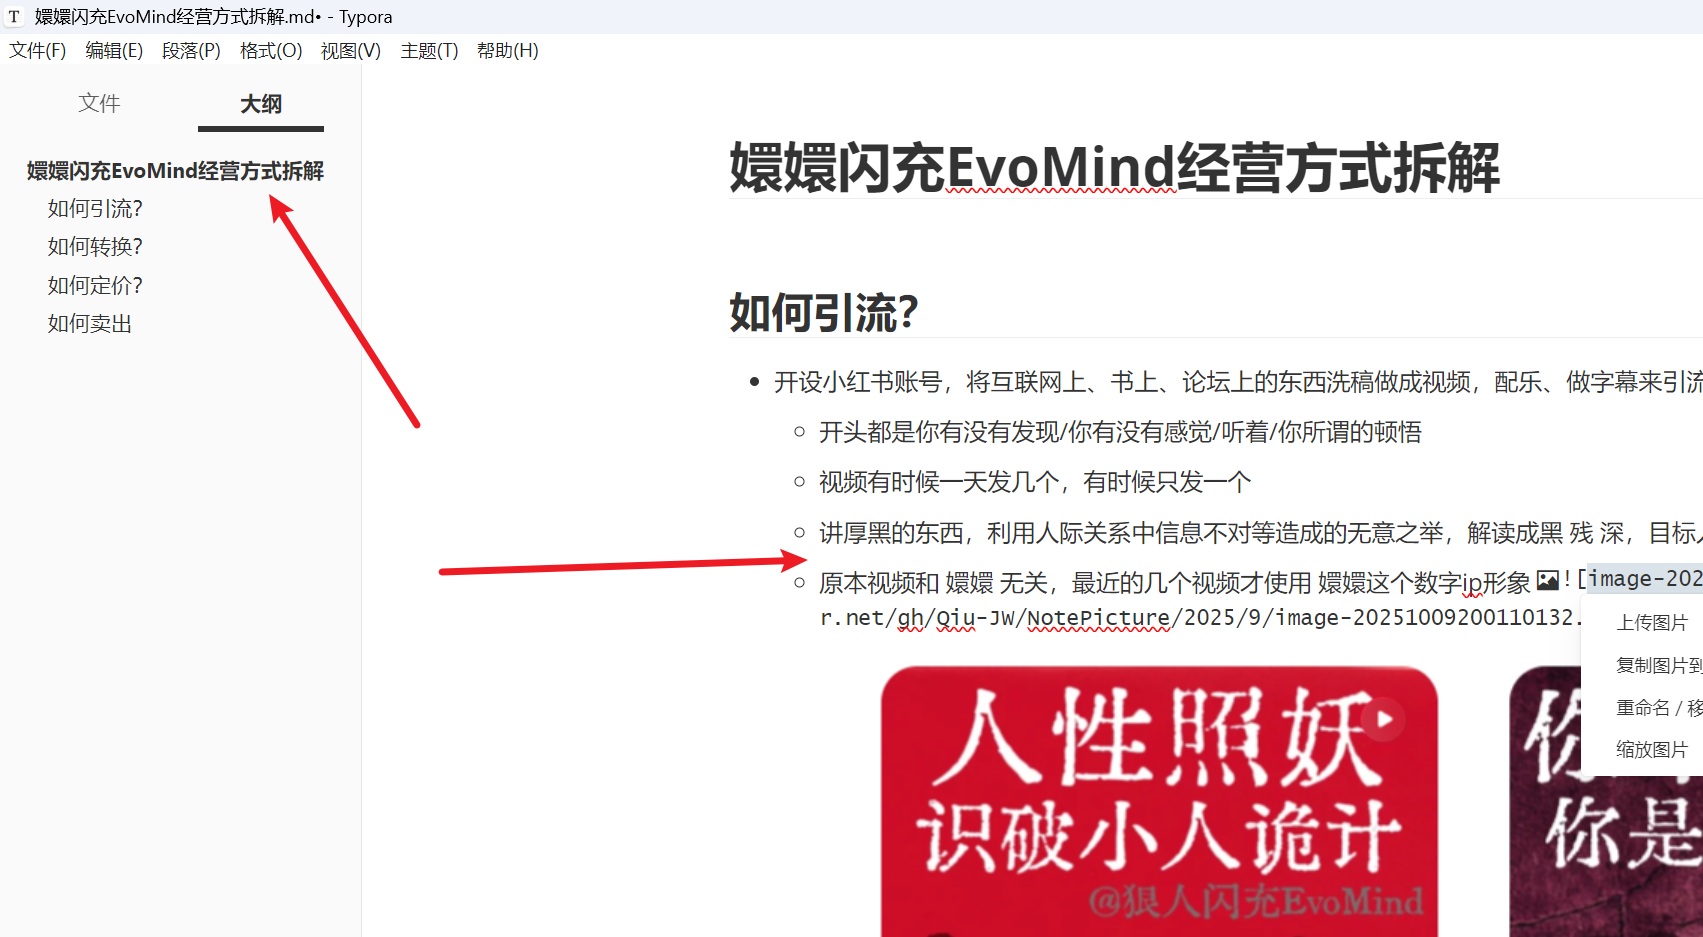 嬛嬛闪充EvoMind经营方式拆解.md• - Typora
文件(F) 编辑(E) 段落(P) 格式(O) 视图(V) 主题(T) 帮助(H)
文件 大纲
嬛嬛闪充EvoMind经营方式拆解
如何引流？
如何转换？
如何定价？
如何卖出
嬛嬛闪充EvoMind经营方式拆解
如何引流？
开设小红书账号，将互联网上、书上、论坛上的东西洗稿做成视频，配乐、做字幕来引流
开头都是你有没有发现/你有没有感觉/听着/你所谓的顿悟
视频有时候一天发几个，有时候只发一个
讲厚黑的东西，利用人际关系中信息不对等造成的无意之举，解读成黑 残 深，目标人
原本视频和 嬛嬛 无关，最近的几个视频才使用 嬛嬛这个数字ip形象 ![image-202
r.net/gh/Qiu-JW/NotePicture/2025/9/image-20251009200110132.
上传图片
复制图片到
重命名 / 移
缩放图片
人性照妖
识破小人诡计
@狠人闪充EvoMind
你是